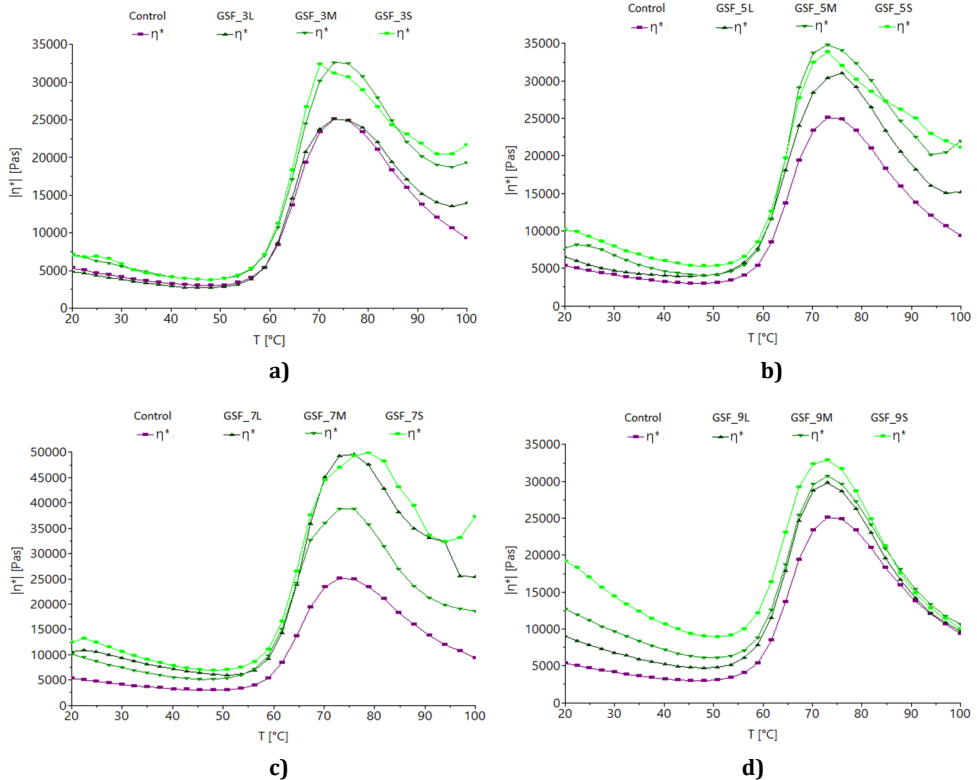 Control GSF_3L GSF_3M GSF_3S
η* η* η* η*
35000
30000
25000
20000
15000
10000
5000
0
|η*| [Pas]
20 30 40 50 60 70 80 90 100
T [°C]
a)
Control GSF_5L GSF_5M GSF_5S
η* η* η* η*
35000
30000
25000
20000
15000
10000
5000
0
|η*| [Pas]
20 30 40 50 60 70 80 90 100
T [°C]
b)
Control GSF_7L GSF_7M GSF_7S
η* η* η* η*
50000
45000
40000
35000
30000
25000
20000
15000
10000
5000
0
|η*| [Pas]
20 30 40 50 60 70 80 90 100
T [°C]
c)
Control GSF_9L GSF_9M GSF_9S
η* η* η* η*
35000
30000
25000
20000
15000
10000
5000
0
|η*| [Pas]
20 30 40 50 60 70 80 90 100
T [°C]
d)